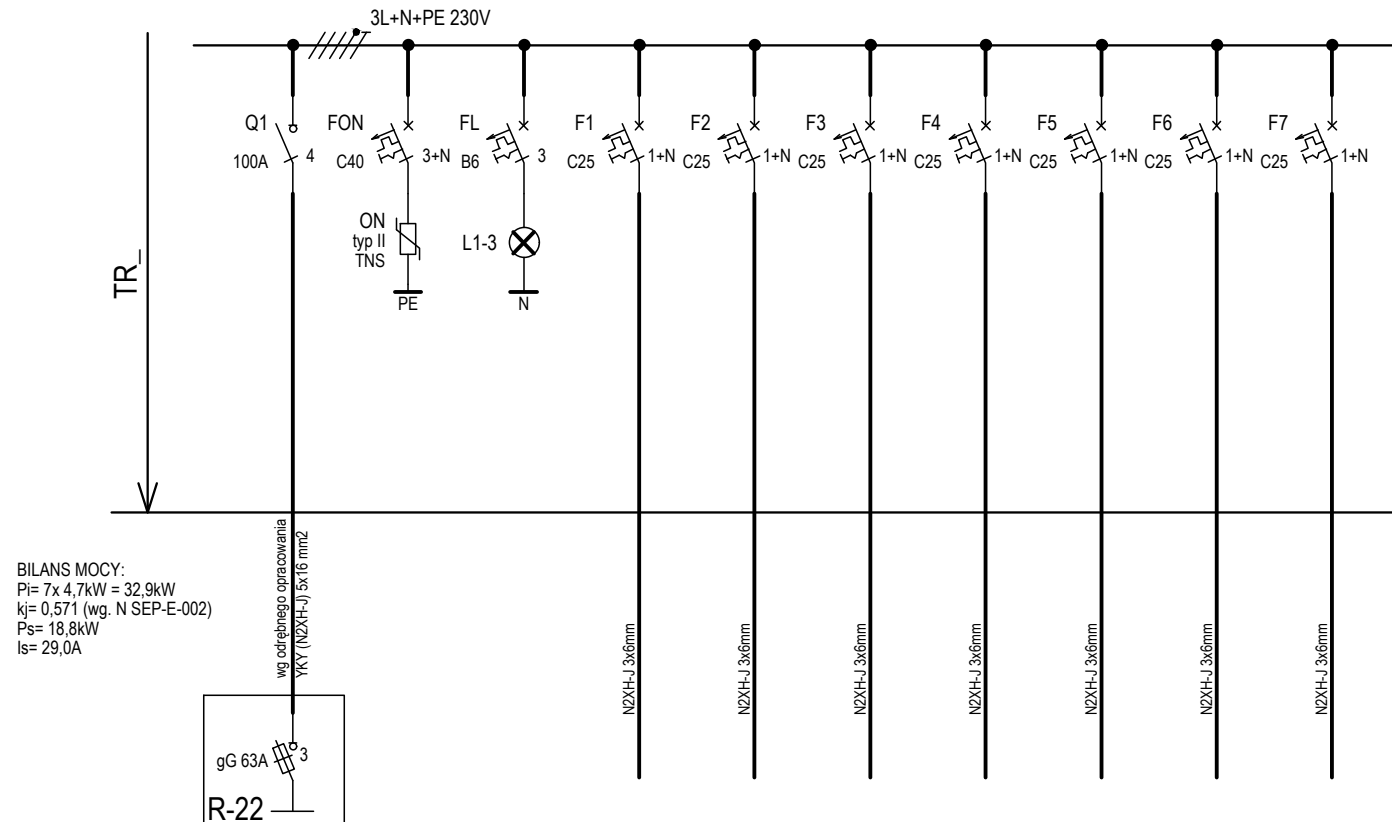 3L+N+PE 230V
Q1
100A
4
FON
C40
3+N
FL
B6
3
F1
C25
1+N
F2
C25
1+N
F3
C25
1+N
F4
C25
1+N
F5
C25
1+N
F6
C25
1+N
F7
C25
1+N
ON
typ II
TNS
PE
L1-3
N
TR_
BILANS MOCY:
Pi= 7x 4,7kW = 32,9kW
kj= 0,571 (wg. N SEP-E-002)
Ps= 18,8kW
Is= 29,0A
wg odrębnego opracowania
YKY (N2XH-J) 5x16 mm2
N2XH-J 3x6mm
N2XH-J 3x6mm
N2XH-J 3x6mm
N2XH-J 3x6mm
N2XH-J 3x6mm
N2XH-J 3x6mm
N2XH-J 3x6mm
gG 63A
3
R-22